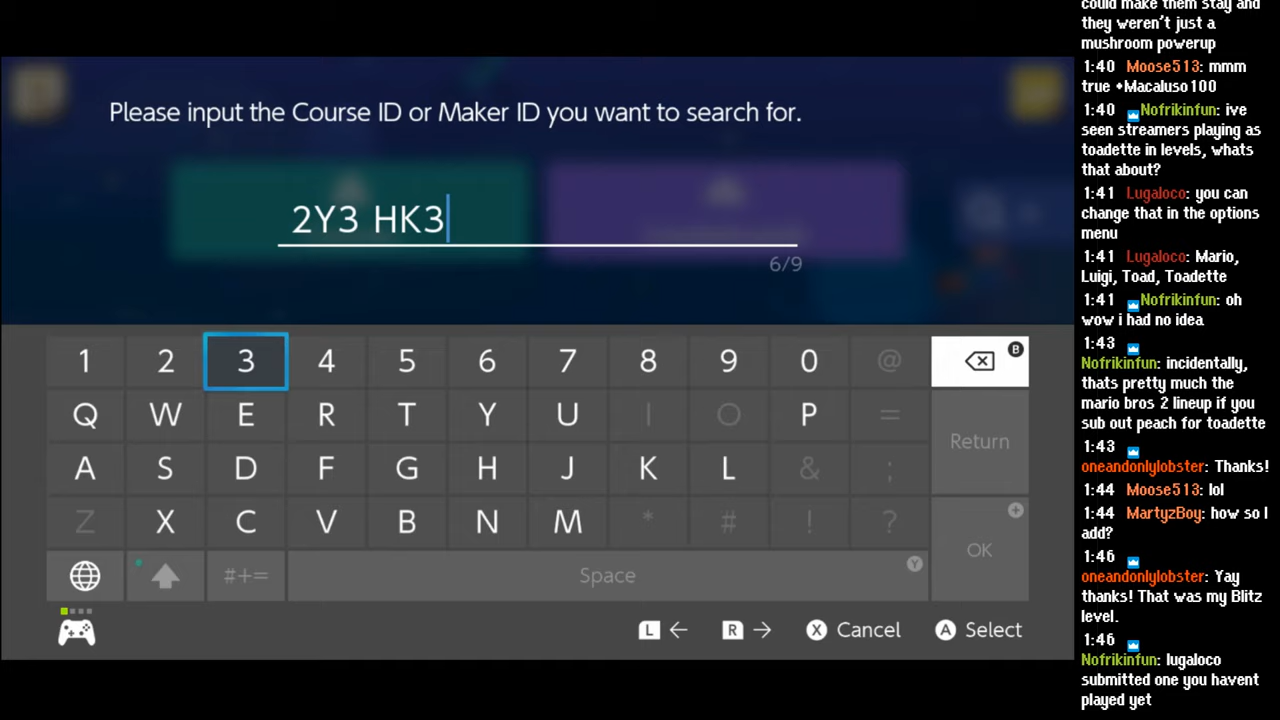 Please input the Course ID or Maker ID you want to search for.
2Y3 HK3
6/9
1 2 3 4 5 6 7 8 9 0 @ B
Q W E R T Y U I O P = Return
A S D F G H J K L & ;
Z X C V B N M * # ! ? + OK
#+= Space Y
L ← R → X Cancel A Select
could make them stay and
they weren't just a
mushroom powerup
1:40 Moose513: mmm
true +Macaluso100
1:40 Nofrikinfun: ive
seen streamers playing as
toadette in levels, whats
that about?
1:41 Lugaloco: you can
change that in the options
menu
1:41 Lugaloco: Mario,
Luigi, Toad, Toadette
1:41 Nofrikinfun: oh
wow i had no idea
1:43
Nofrikinfun: incidentally,
thats pretty much the
mario bros 2 lineup if you
sub out peach for toadette
1:43
oneandonlylobster: Thanks!
1:44 Moose513: lol
1:44 MartyzBoy: how so I
add?
1:46
oneandonlylobster: Yay
thanks! That was my Blitz
level.
1:46
Nofrikinfun: lugaloco
submitted one you havent
played yet